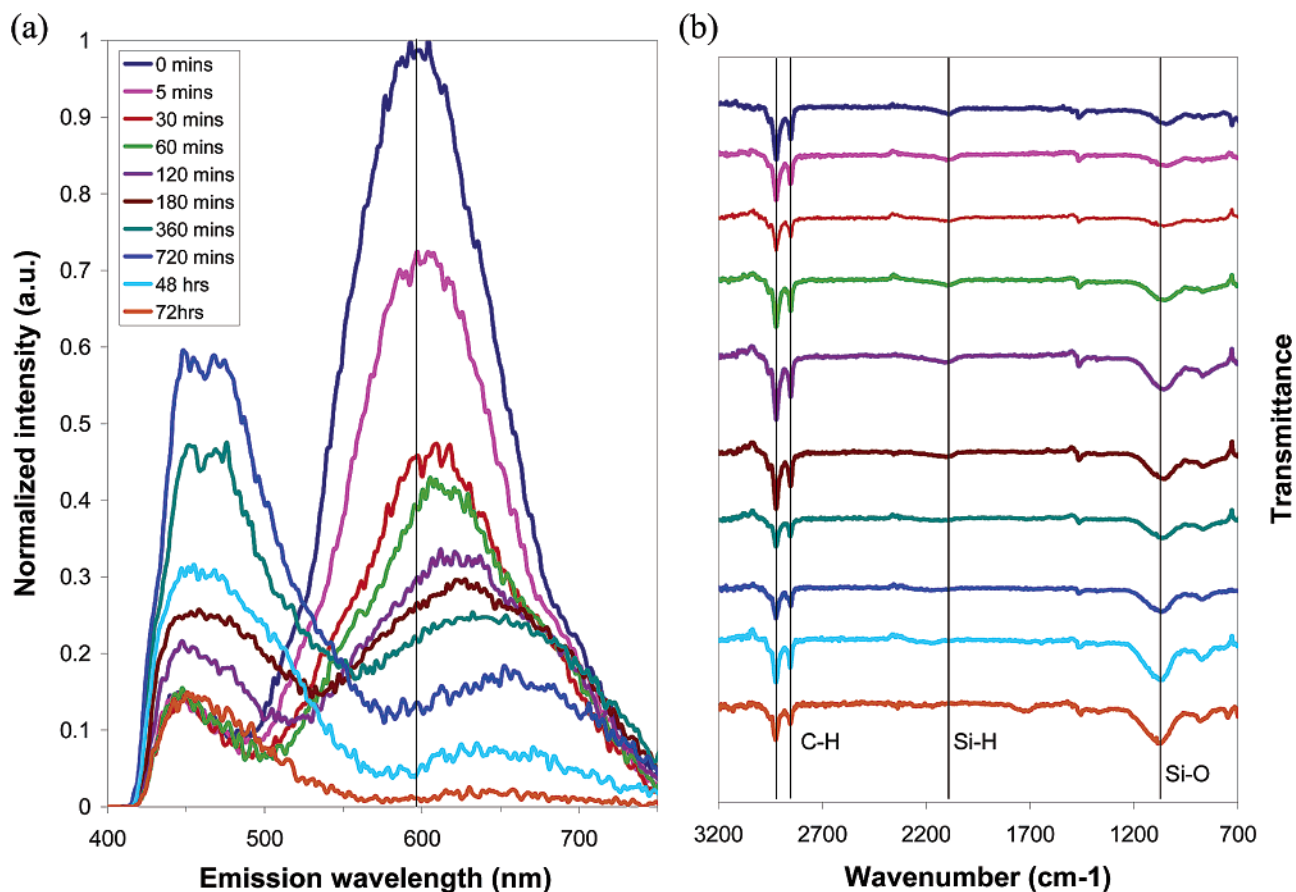 (a)
1
0.9
0.8
0.7
0.6
0.5
0.4
0.3
0.2
0.1
0
0 mins
5 mins
30 mins
60 mins
120 mins
180 mins
360 mins
720 mins
48 hrs
72hrs
Normalized intensity (a.u.)
400 500 600 700
Emission wavelength (nm)
(b)
C-H
Si-H
Si-O
Transmittance
3200 2700 2200 1700 1200 700
Wavenumber (cm-1)